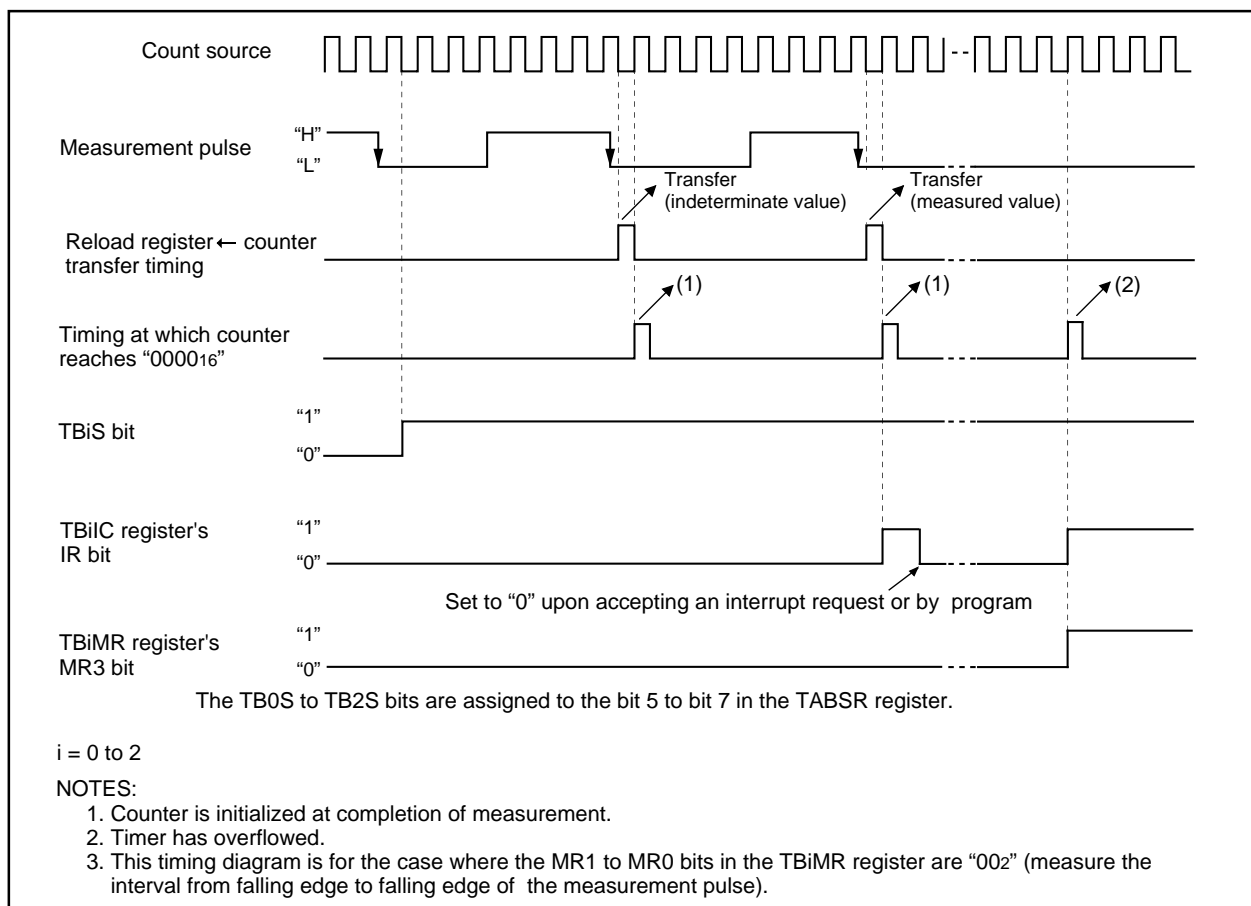 Count source
Measurement pulse
“H”
“L”
Transfer
(indeterminate value)
Transfer
(measured value)
Reload register ← counter
transfer timing
(1)
(1)
(2)
Timing at which counter
reaches “000016”
TBiS bit
“1”
“0”
TBiIC register's
IR bit
“1”
“0”
Set to “0” upon accepting an interrupt request or by program
TBiMR register's
MR3 bit
“1”
“0”
The TB0S to TB2S bits are assigned to the bit 5 to bit 7 in the TABSR register.
i = 0 to 2
NOTES:
1. Counter is initialized at completion of measurement.
2. Timer has overflowed.
3. This timing diagram is for the case where the MR1 to MR0 bits in the TBiMR register are “002” (measure the
interval from falling edge to falling edge of the measurement pulse).